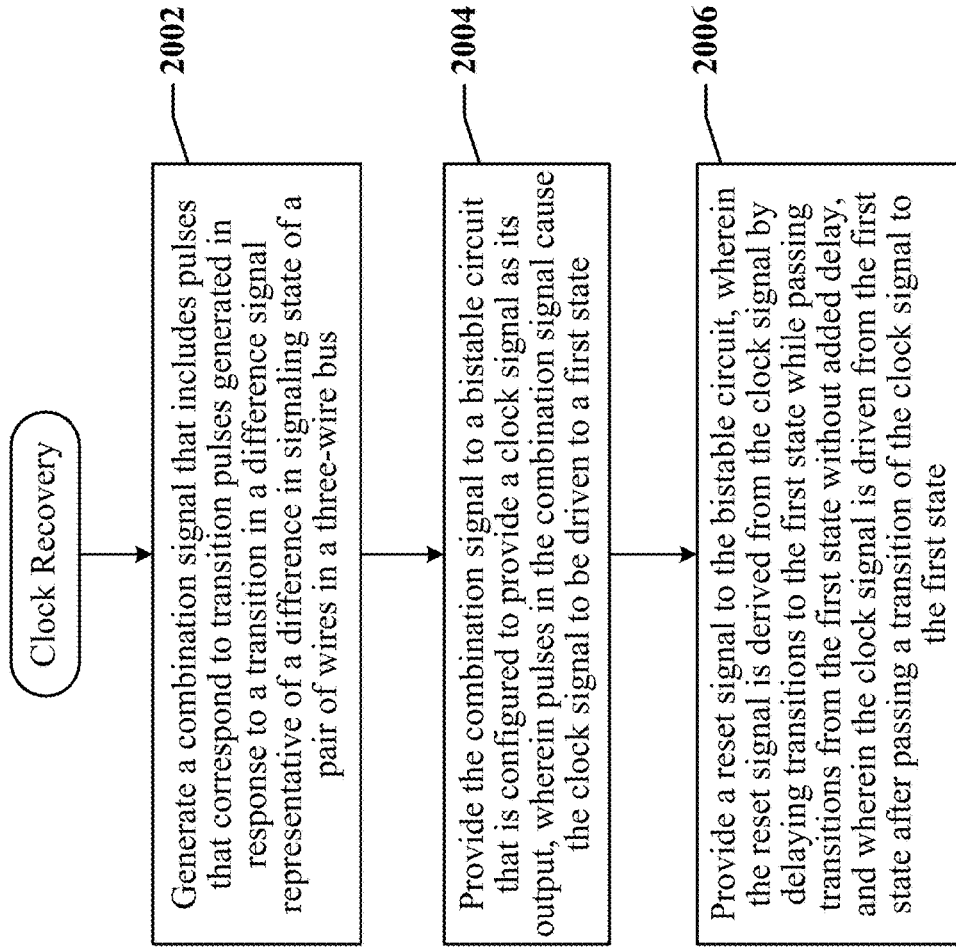 Clock Recovery
2002
Generate a combination signal that includes pulses
that correspond to transition pulses generated in
response to a transition in a difference signal
representative of a difference in signaling state of a
pair of wires in a three-wire bus
2004
Provide the combination signal to a bistable circuit
that is configured to provide a clock signal as its
output, wherein pulses in the combination signal cause
the clock signal to be driven to a first state
2006
Provide a reset signal to the bistable circuit, wherein
the reset signal is derived from the clock signal by
delaying transitions to the first state while passing
transitions from the first state without added delay,
and wherein the clock signal is driven from the first
state after passing a transition of the clock signal to
the first state